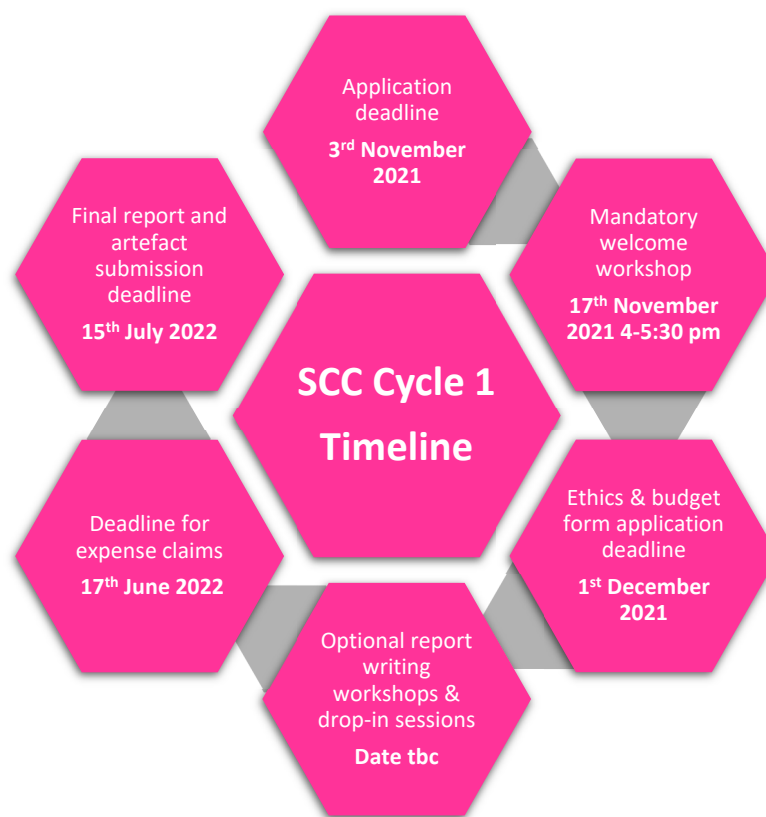 SCC Cycle 1
Timeline
Application
deadline
3rd November
2021
Mandatory
welcome
workshop
17th November
2021 4-5:30 pm
Ethics & budget
form application
deadline
1st December
2021
Optional report
writing
workshops &
drop-in sessions
Date tbc
Deadline for
expense claims
17th June 2022
Final report and
artefact
submission
deadline
15th July 2022